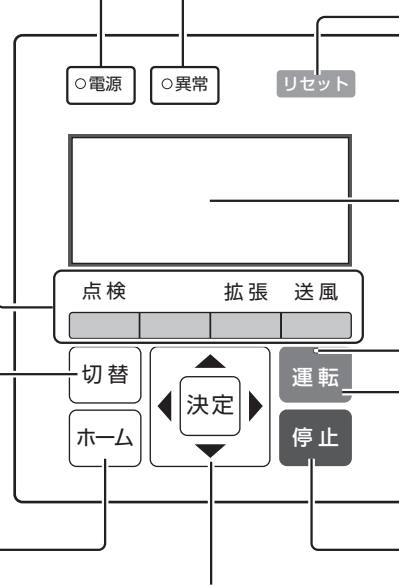 ○電源 ○異常 リセット
点検 拡張 送風
切替 運転
決定
ホーム 停止